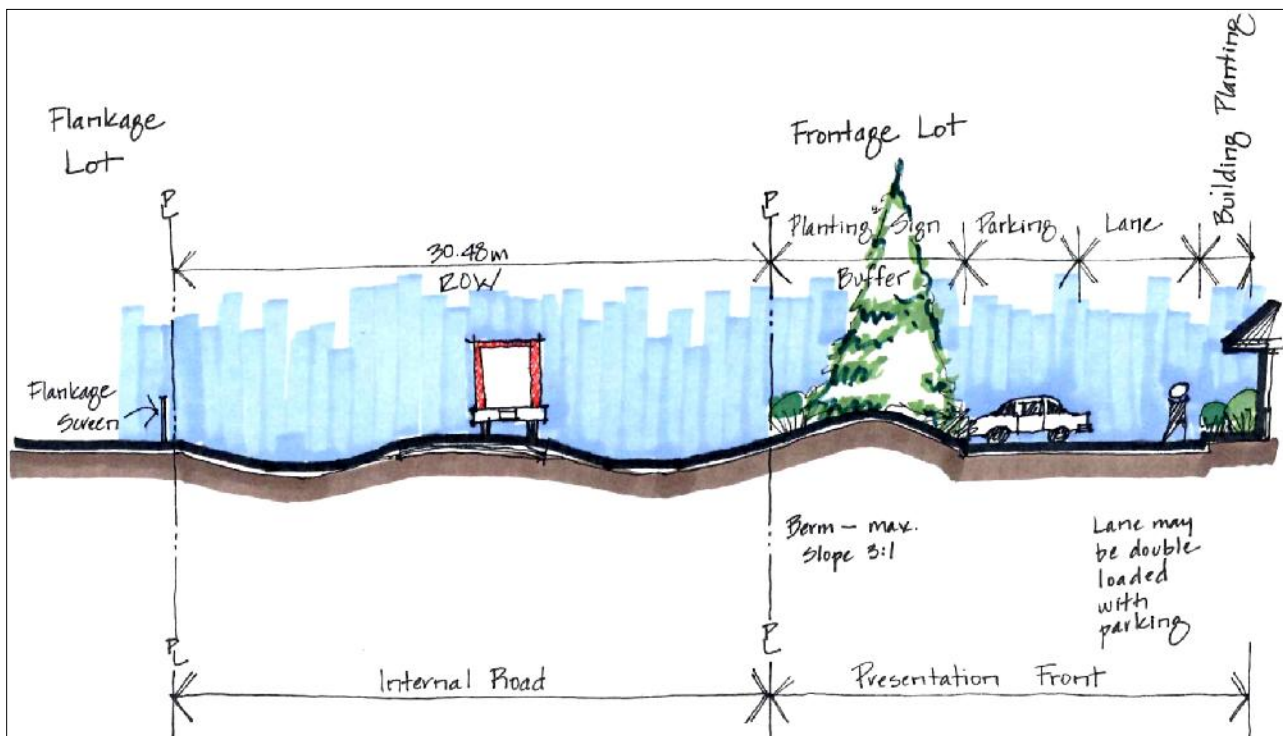 Flankage
Lot
Frontage Lot
Building Planting
PL
PL
Planting
Sign
Parking
Lane
30.48m
ROW
Buffer
Flankage
Screen
Berm – max.
Slope 3:1
Lane may
be double
loaded
with
parking
PL
PL
Internal Road
Presentation Front